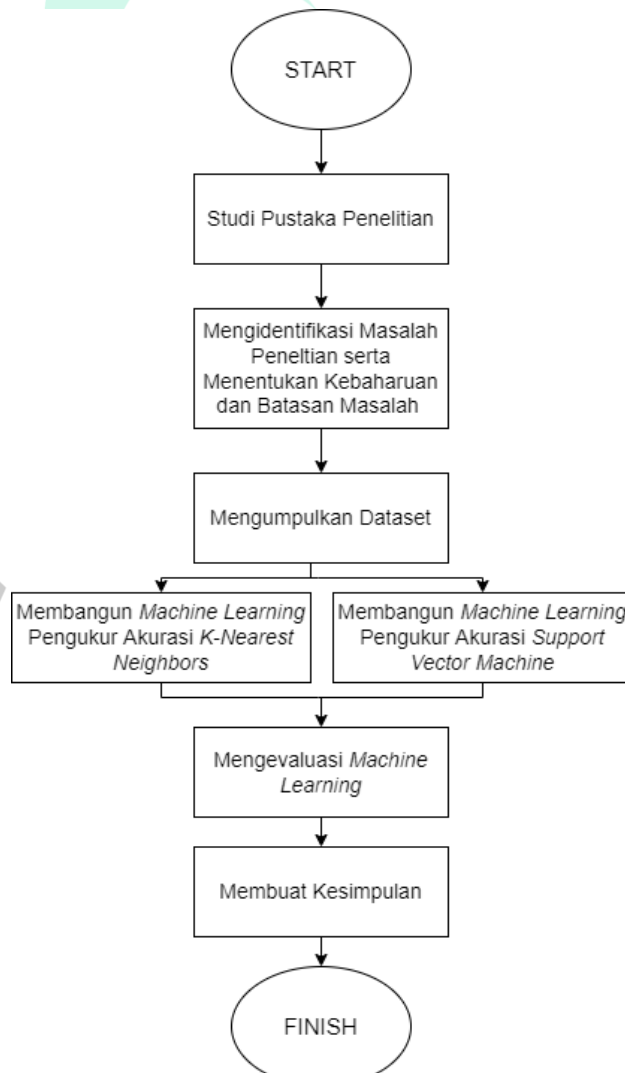 START
Studi Pustaka Penelitian
Mengidentifikasi Masalah
Peneltian serta
Menentukan Kebaharuan
dan Batasan Masalah
Mengumpulkan Dataset
Membangun Machine Learning
Pengukur Akurasi K-Nearest
Neighbors
Membangun Machine Learning
Pengukur Akurasi Support
Vector Machine
Mengevaluasi Machine
Learning
Membuat Kesimpulan
FINISH